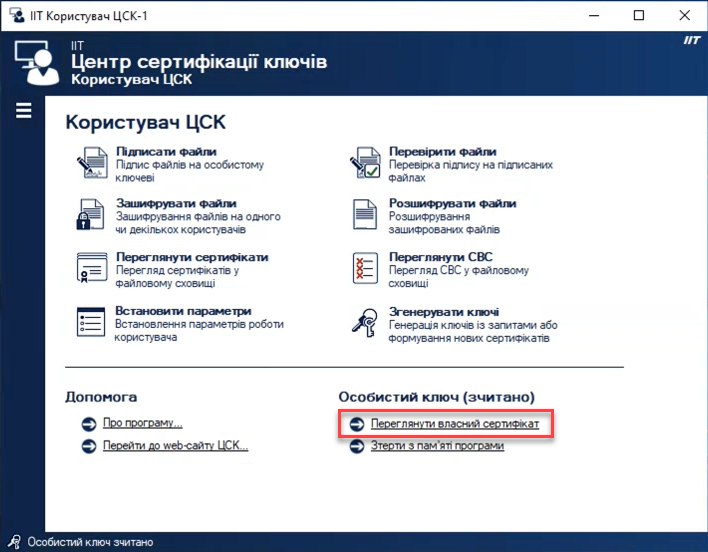 ІІТ Користувач ЦСК-1
ІІТ
Центр сертифікації ключів
Користувач ЦСК
ІІТ
Користувач ЦСК
Підписати файли
Підпис файлів на особистому
ключеві
Перевірити файли
Перевірка підпису на підписаних
файлах
Зашифрувати файли
Зашифрування файлів на одного
чи декількох користувачів
Розшифрувати файли
Розшифрування
зашифрованих файлів
Переглянути сертифікати
Перегляд сертифікатів у
файловому сховищі
Переглянути СВС
Перегляд СВС у файловому
сховищі
Встановити параметри
Встановлення параметрів роботи
користувача
Згенерувати ключі
Генерація ключів із запитами або
формування нових сертифікатів
Допомога
Про програму...
Перейти до web-сайту ЦСК...
Особистий ключ (зчитано)
Переглянути власний сертифікат
Зтерти з пам'яті програми
Особистий ключ зчитано